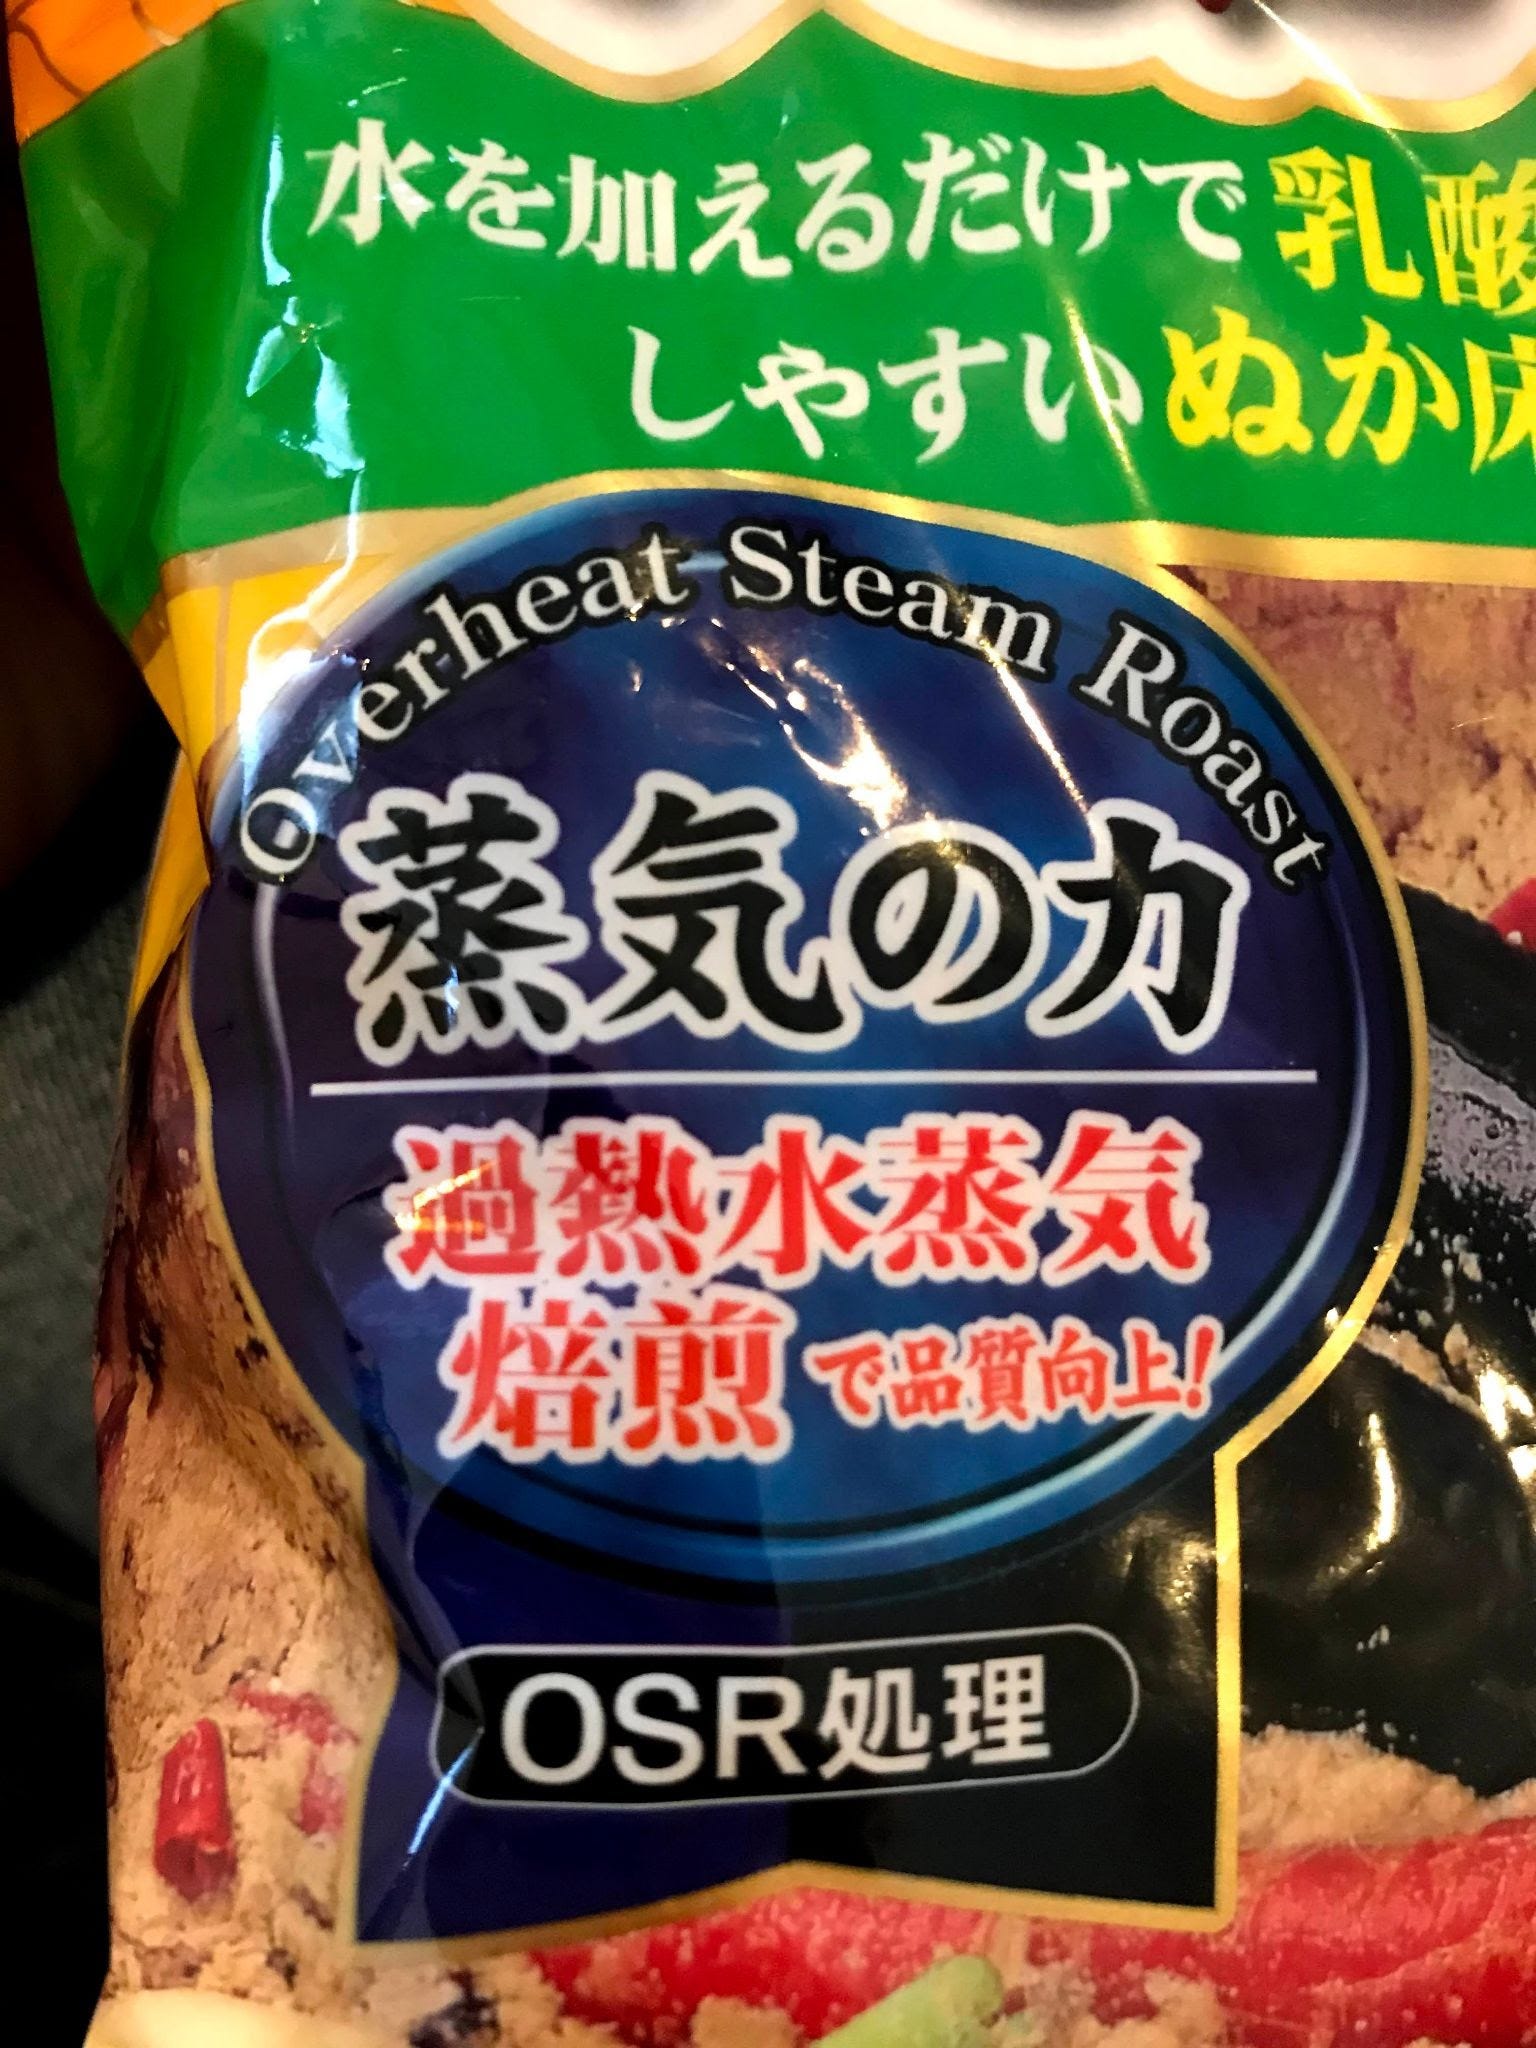 水を加えるだけで乳酸
しやすいぬか床
Overheat Steam Roast
蒸気の力
過熱水蒸気
焙煎で品質向上!
OSR処理